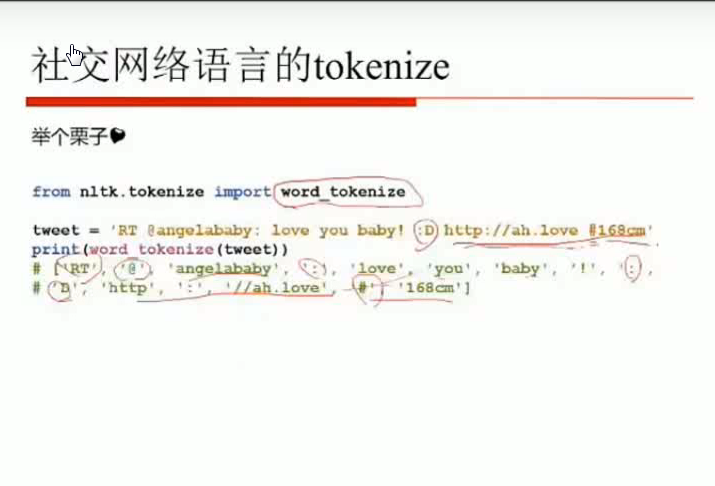 社交网络语言的tokenize
举个栗子
from nltk.tokenize import word_tokenize
tweet = 'RT @angelababy: love you baby! :D http://ah.love #168cm'
print(word_tokenize(tweet))
# ['RT', '@', 'angelababy', ':', 'love', 'you', 'baby', '!', ':',
# 'D', 'http', ':', '//ah.love', '#', '168cm']